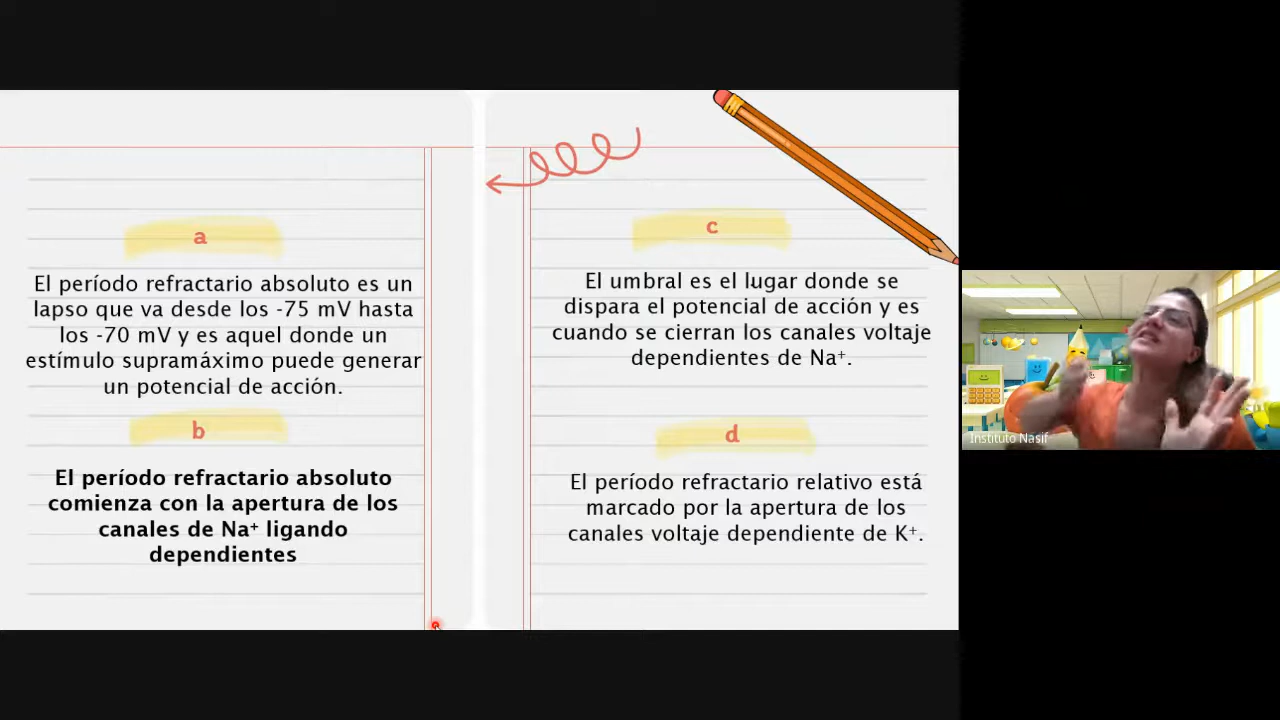 a
El período refractario absoluto es un
lapso que va desde los -75 mV hasta
los -70 mV y es aquel donde un
estímulo supramáximo puede generar
un potencial de acción.
b
El período refractario absoluto
comienza con la apertura de los
canales de Na⁺ ligando
dependientes
c
El umbral es el lugar donde se
dispara el potencial de acción y es
cuando se cierran los canales voltaje
dependientes de Na⁺.
d
El período refractario relativo está
marcado por la apertura de los
canales voltaje dependiente de K⁺.
Instituto Nasif